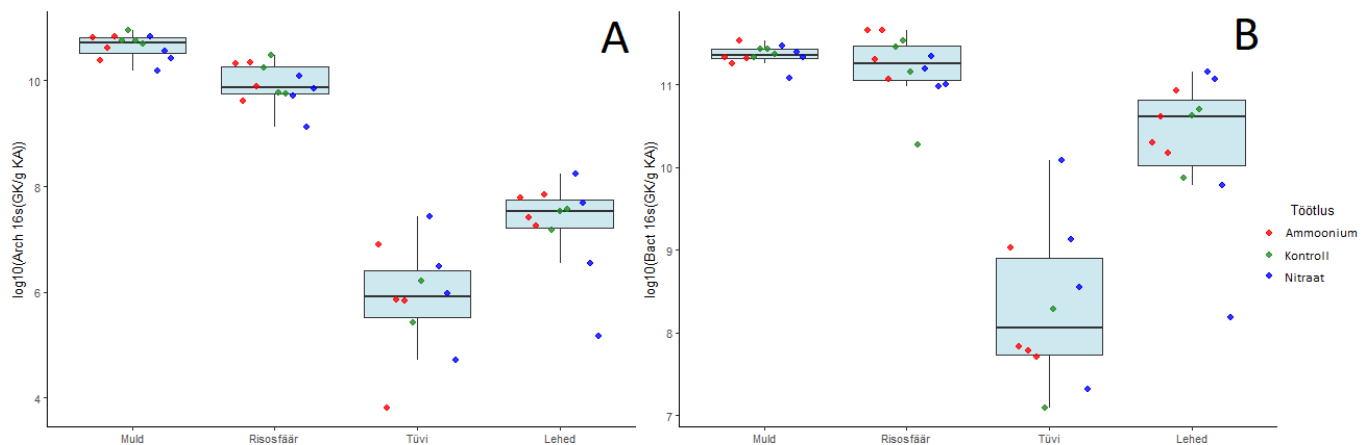 A
log10(Arch 16s(GK/g KA))
10
8
6
4
Muld Risosfäär Tüvi Lehed
B
log10(Bact 16s(GK/g KA))
11
10
9
8
7
Muld Risosfäär Tüvi Lehed
Töötlus
Ammoonium
Kontroll
Nitraat